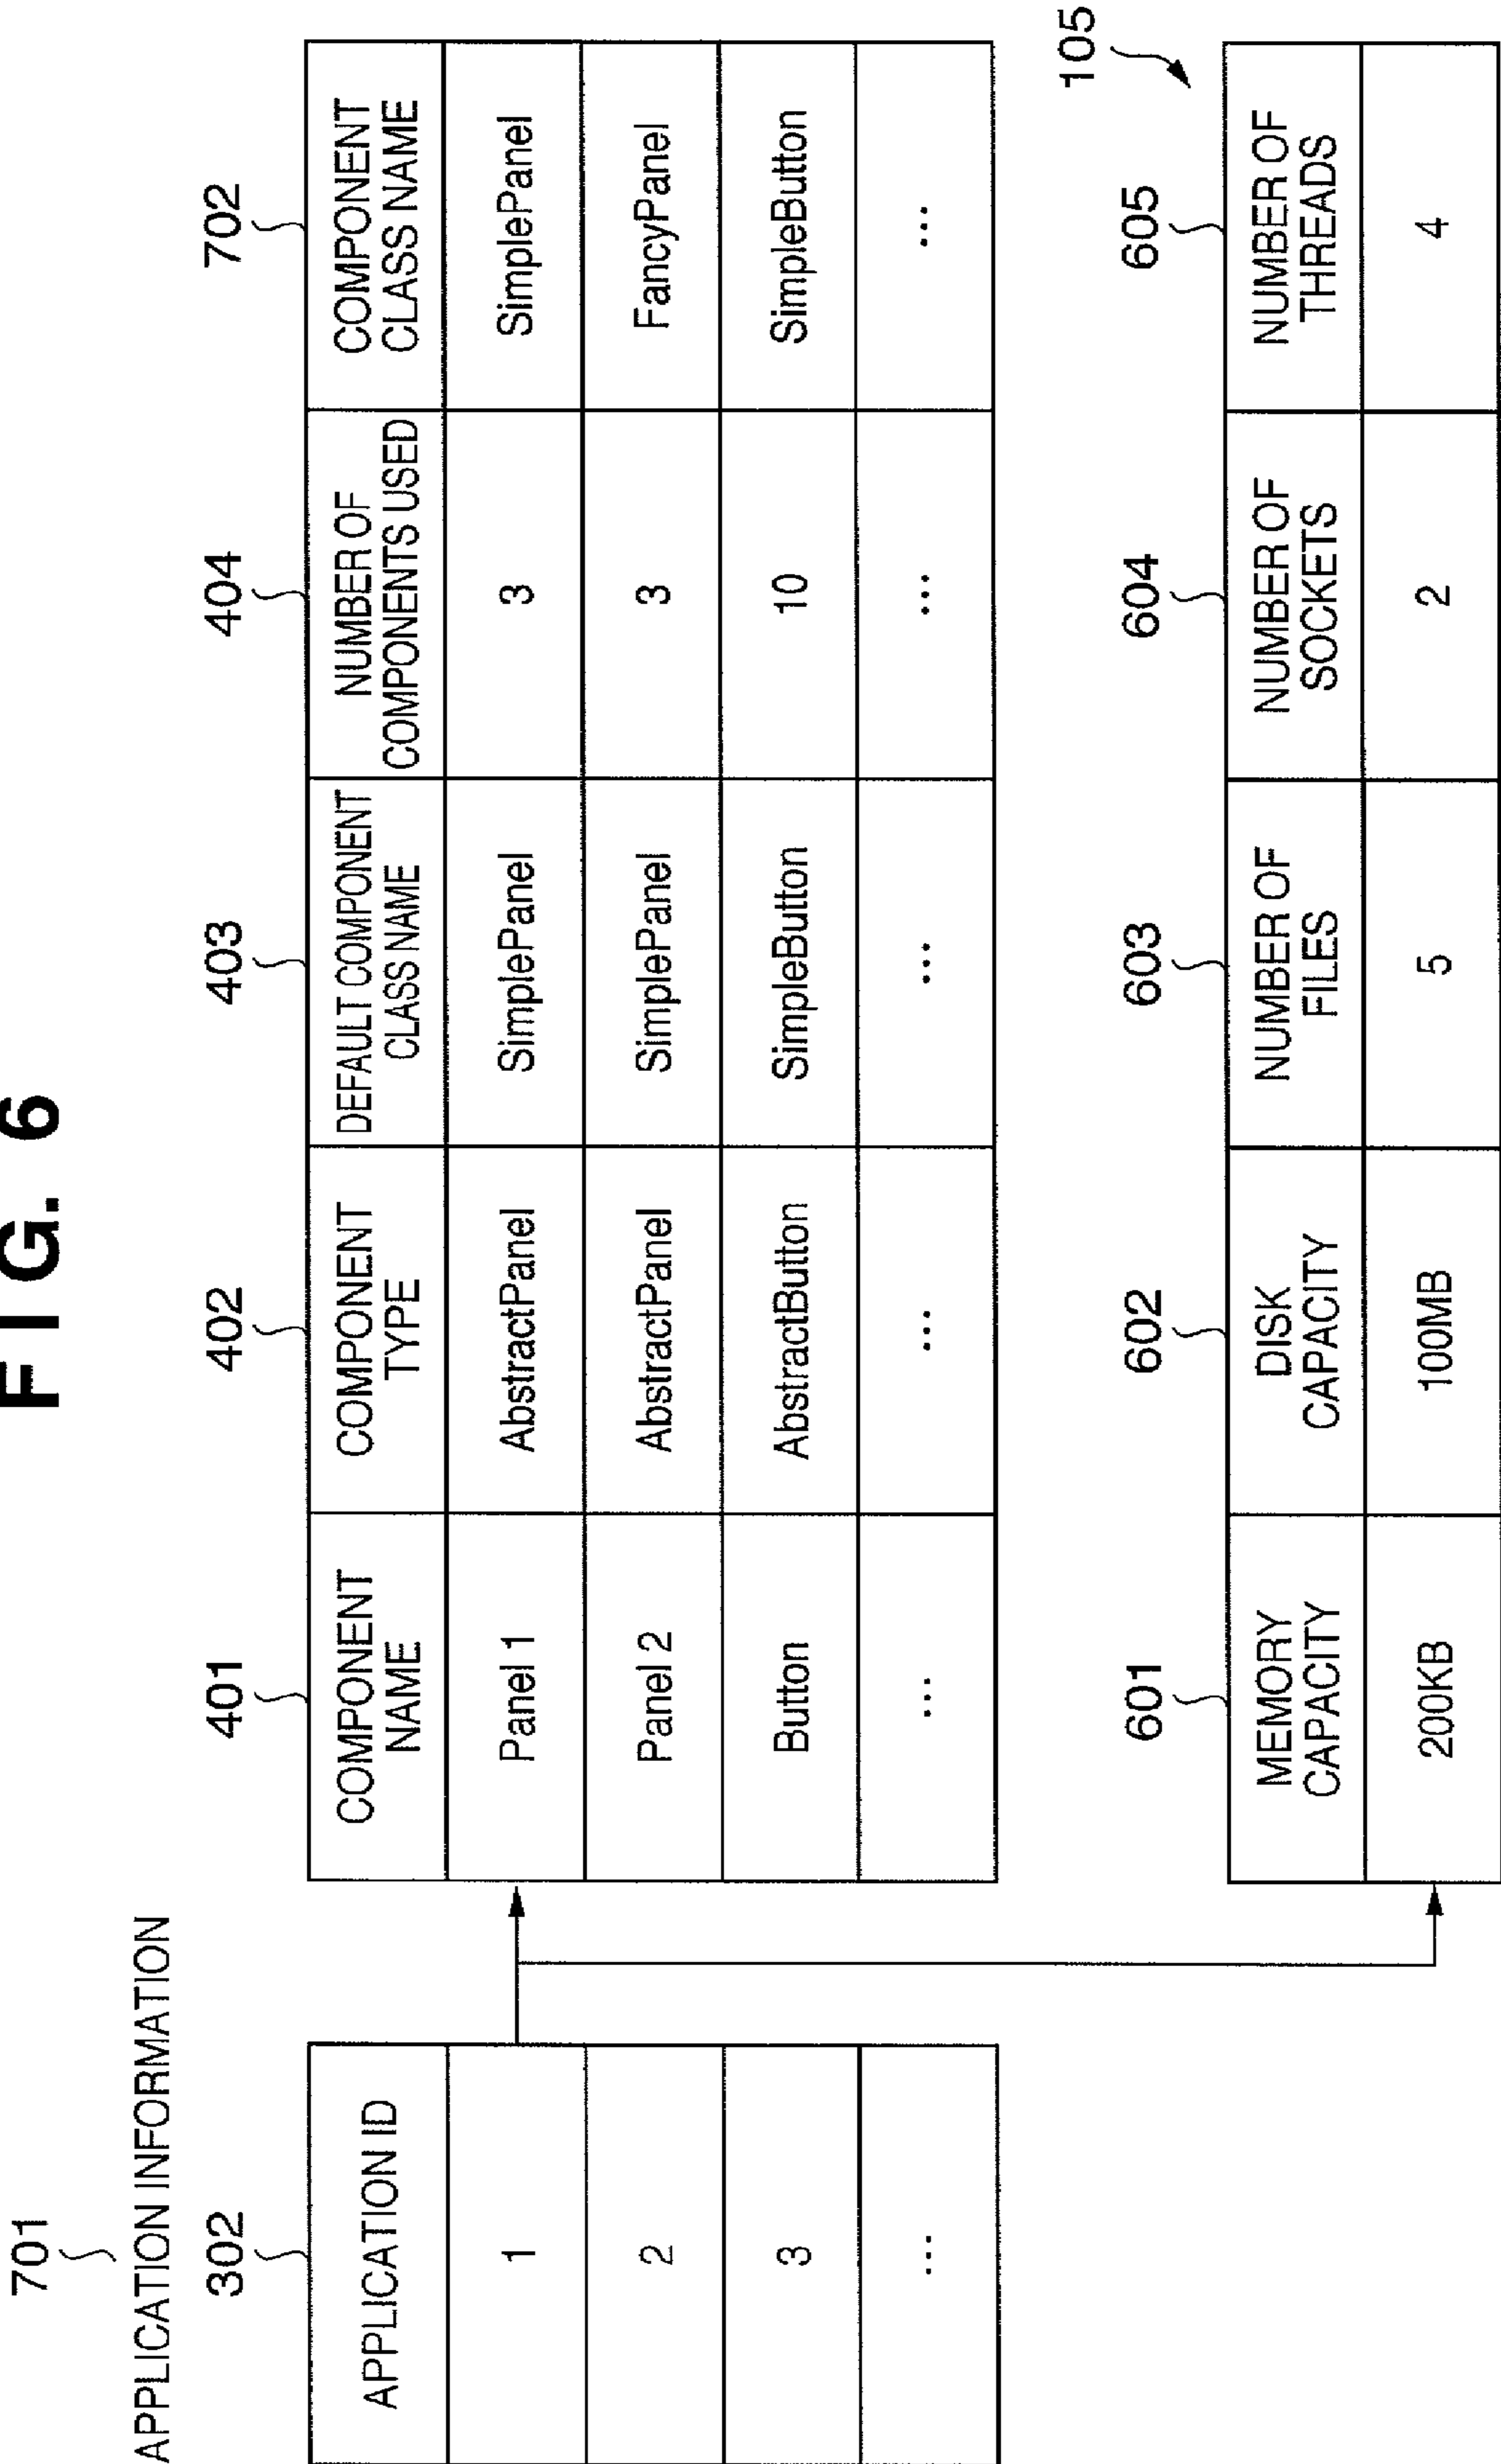 FIG. 6
701
APPLICATION INFORMATION
302
APPLICATION ID
1
2
3
...
401
402
403
404
702
COMPONENT
NAME
COMPONENT
TYPE
DEFAULT COMPONENT
CLASS NAME
NUMBER OF
COMPONENTS USED
COMPONENT
CLASS NAME
Panel 1
AbstractPanel
SimplePanel
3
SimplePanel
Panel 2
AbstractPanel
SimplePanel
3
FancyPanel
Button
AbstractButton
SimpleButton
10
SimpleButton
...
...
...
...
...
105
601
602
603
604
605
MEMORY
CAPACITY
DISK
CAPACITY
NUMBER OF
FILES
NUMBER OF
SOCKETS
NUMBER OF
THREADS
200KB
100MB
5
2
4